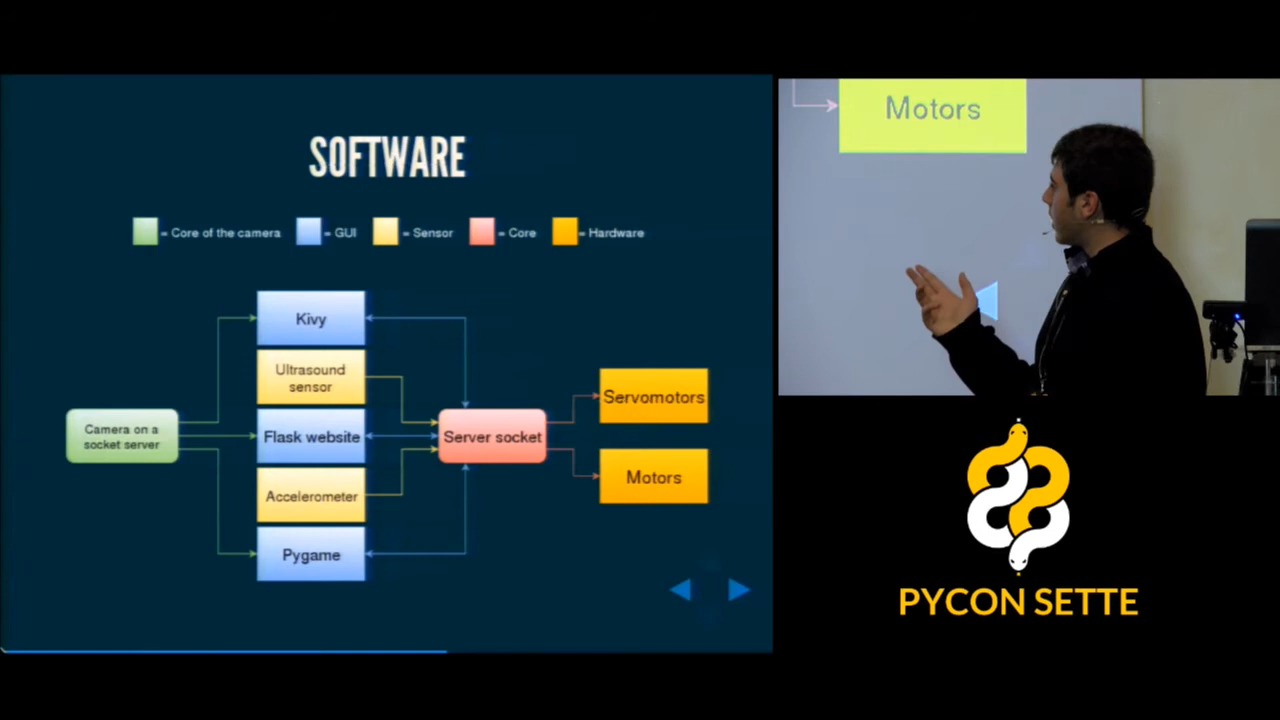 SOFTWARE
= Core of the camera = GUI = Sensor = Core = Hardware
Kivy
Ultrasound
sensor
Camera on a
socket server
Flask website
Server socket
Servomotors
Accelerometer
Motors
Pygame
Motors
PYCON SETTE